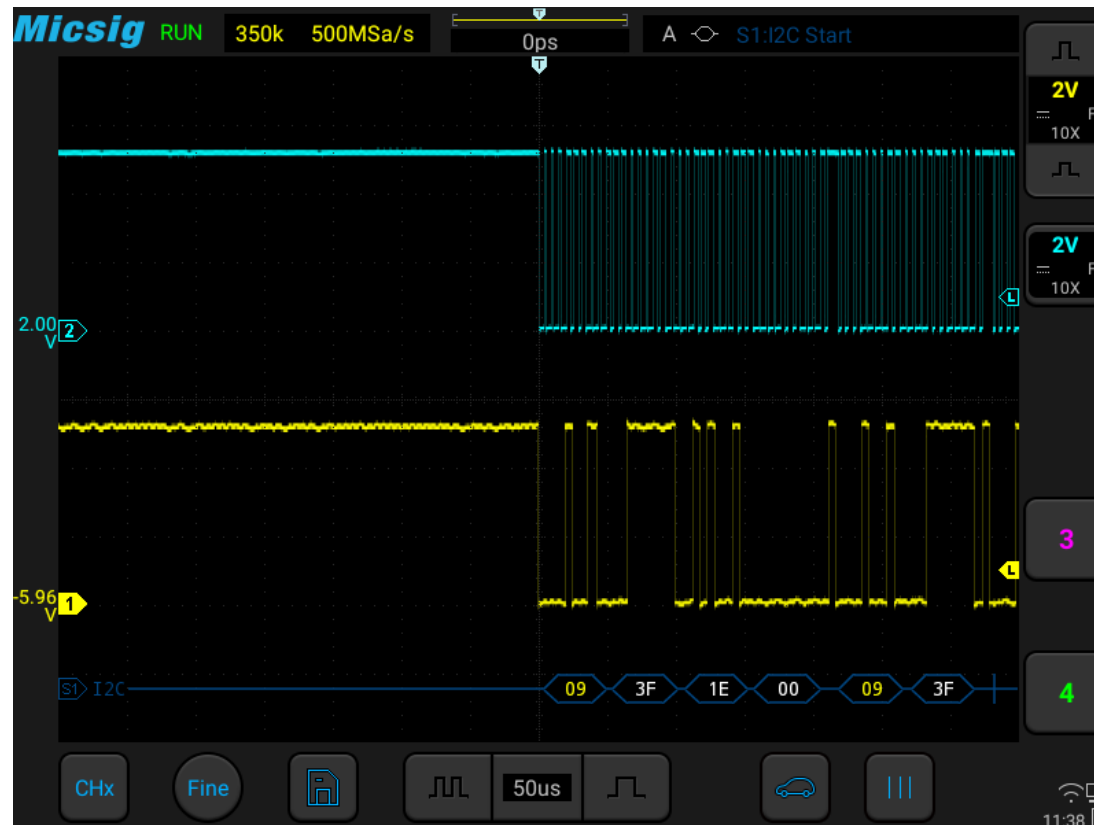 Micsig RUN 350k 500MSa/s 0ps A S1:I2C Start
T
T
2V
10X
2V
10X
L
2.00
V
2
3
L
-5.96
V
1
S1 I2C 09 3F 1E 00 09 3F
4
CHx Fine 50us
11:38